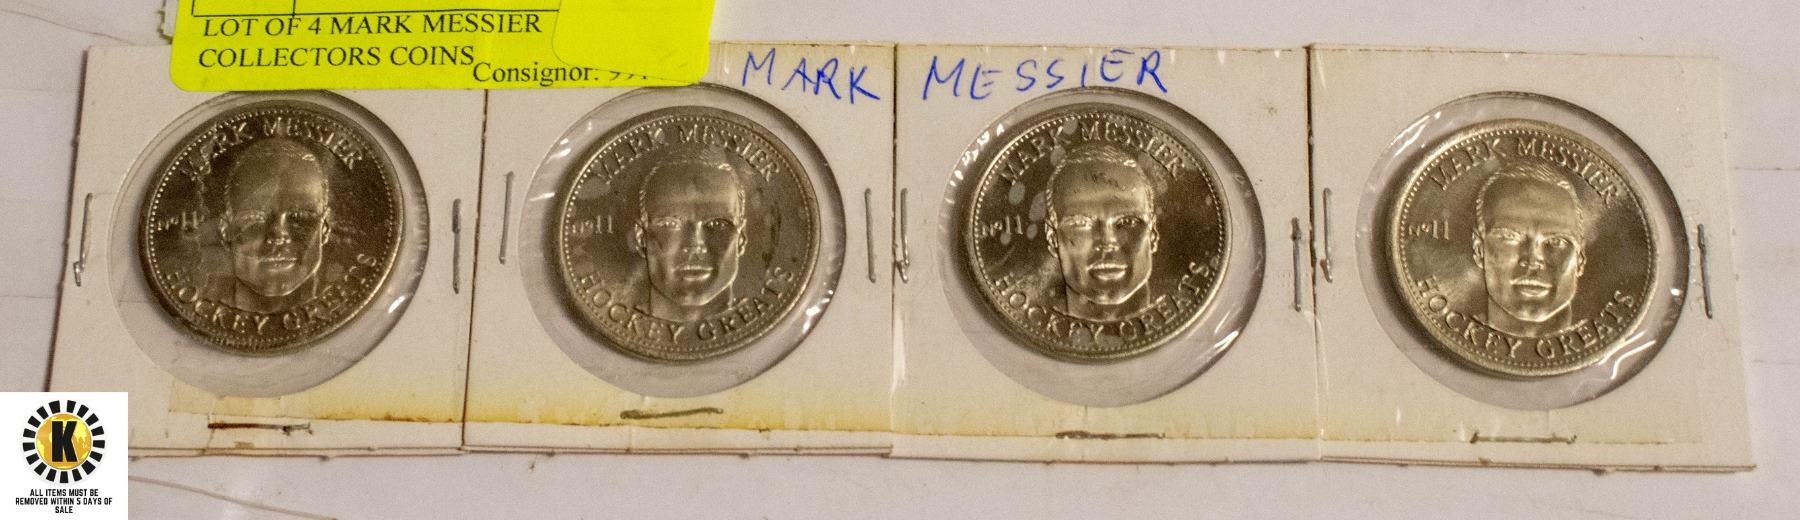 LOT OF 4 MARK MESSIER
COLLECTORS COINS
Consignor:
MARK MESSIER
MARK MESSIER
Nº11
HOCKEY GREATS
MARK MESSIER
Nº11
HOCKEY GREATS
MARK MESSIER
Nº11
HOCKEY GREATS
MARK MESSIER
Nº11
HOCKEY GREATS
K
ALL ITEMS MUST BE
REMOVED WITHIN 5 DAYS OF
SALE